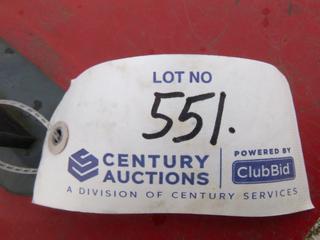 LOT NO
551.
CENTURY AUCTIONS
POWERED BY
ClubBid
A DIVISION OF CENTURY SERVICES